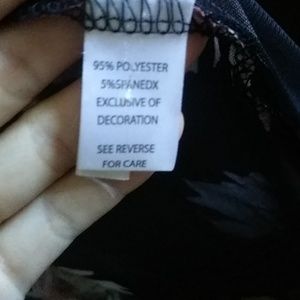 95% POLYESTER
5%SPANEDX
EXCLUSIVE OF
DECORATION
SEE REVERSE
FOR CARE